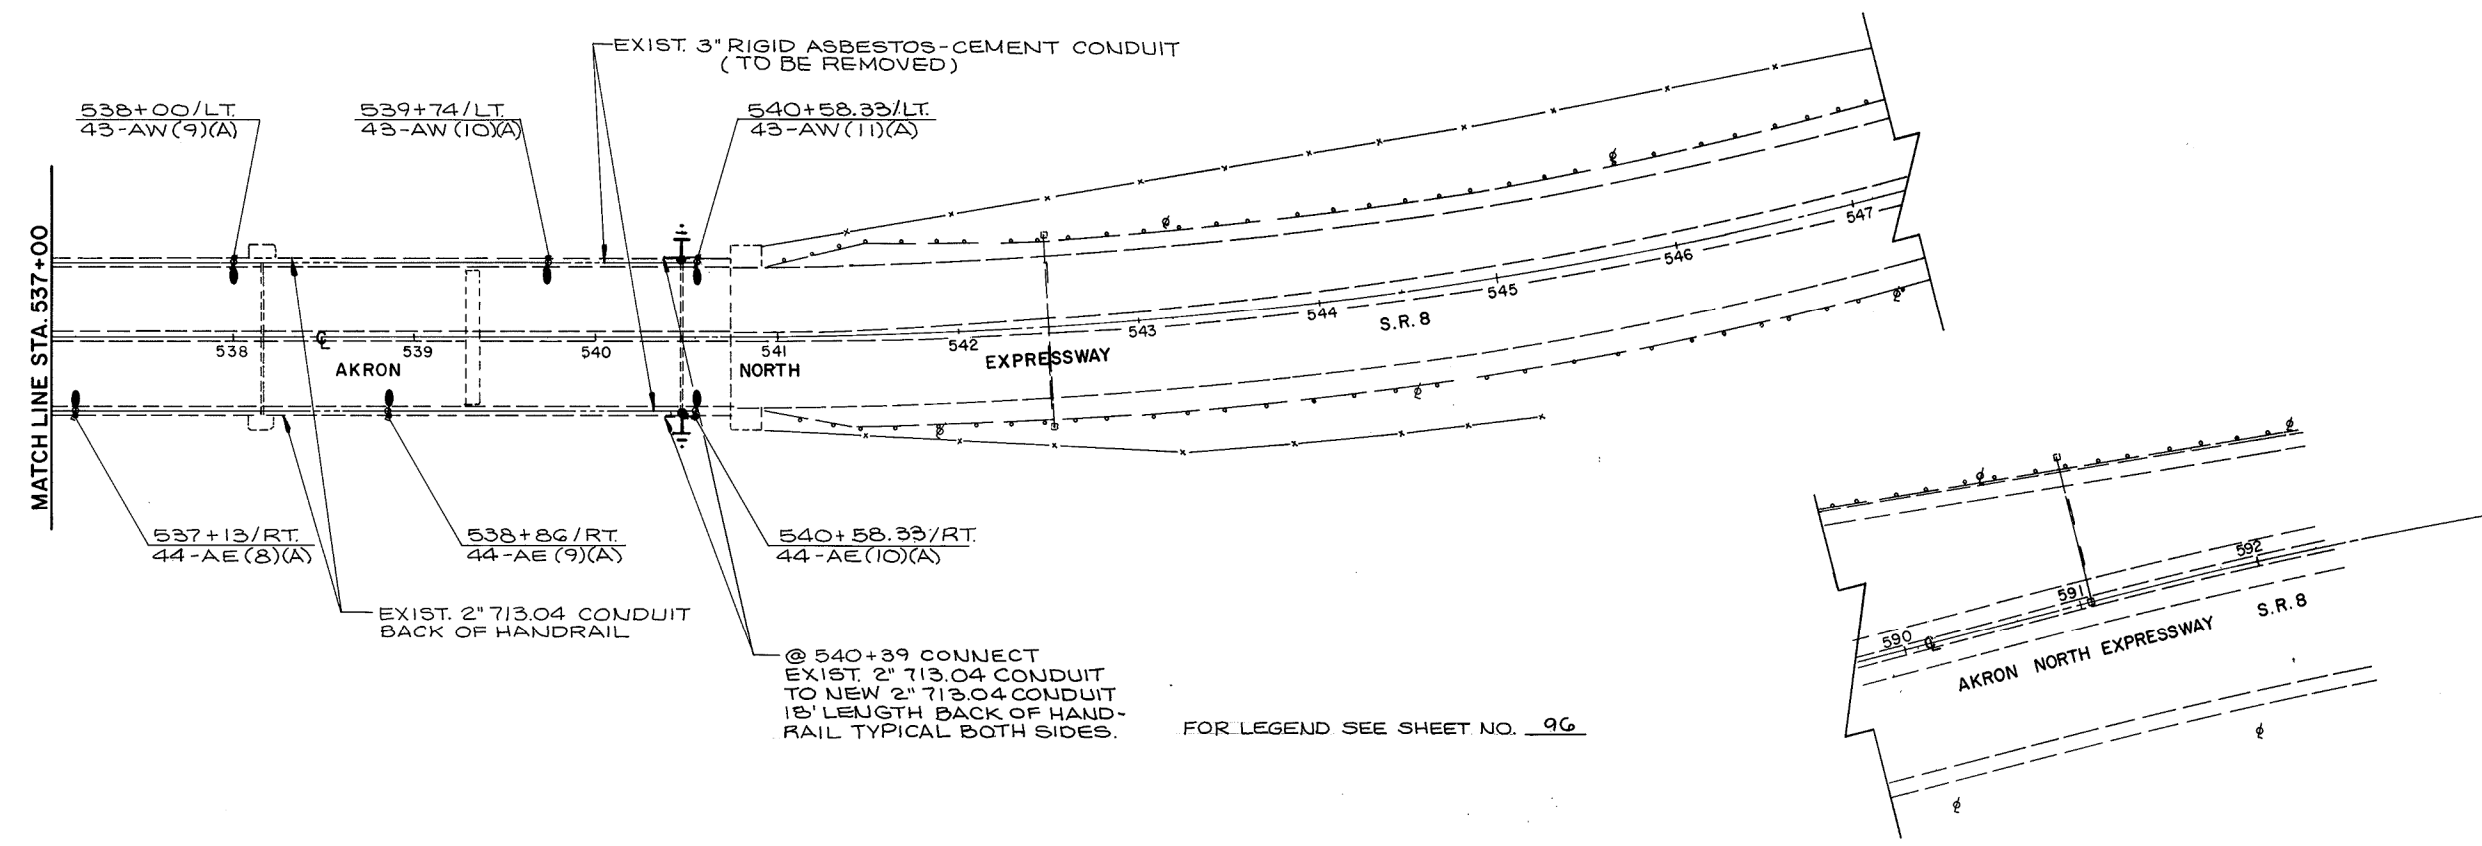 EXIST. 3" RIGID ASBESTOS-CEMENT CONDUIT
(TO BE REMOVED)
538+00/LT.
43-AW(9)(A)
539+74/LT.
43-AW(10)(A)
540+58.33/LT.
43-AW(11)(A)
MATCH LINE STA. 537+00
538
539
540
541
542
543
544
545
546
547
AKRON
NORTH
EXPRESSWAY
S.R. 8
537+13/RT.
44-AE(8)(A)
538+86/RT.
44-AE(9)(A)
540+58.33/RT.
44-AE(10)(A)
EXIST. 2" 713.04 CONDUIT
BACK OF HANDRAIL
@ 540+39 CONNECT
EXIST. 2" 713.04 CONDUIT
TO NEW 2" 713.04 CONDUIT
18' LENGTH BACK OF HAND-
RAIL TYPICAL BOTH SIDES.
FOR LEGEND SEE SHEET NO. 96
590
591
592
AKRON NORTH EXPRESSWAY
S.R. 8